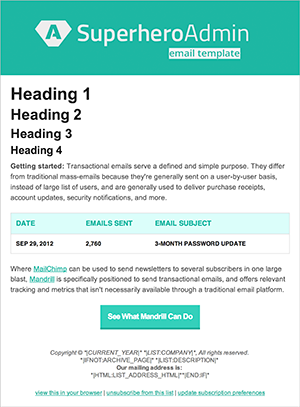 A SuperheroAdmin
email template
Heading 1
Heading 2
Heading 3
Heading 4
Getting started: Transactional emails serve a defined and simple purpose. They differ
from traditional mass-emails because they're generally sent on a user-by-user basis,
instead of large list of users, and are generally used to deliver purchase receipts,
account updates, security notifications, and more.
DATE EMAILS SENT EMAIL SUBJECT
SEP 29, 2012 2,760 3-MONTH PASSWORD UPDATE
Where MailChimp can be used to send newsletters to several subscribers in one large
blast, Mandrill is specifically positioned to send transactional emails, and offers relevant
tracking and metrics that isn't necessarily available through a traditional email platform.
See What Mandrill Can Do
Copyright © *|CURRENT_YEAR|* *|LIST:COMPANY|*, All rights reserved.
*|IFNOT:ARCHIVE_PAGE|* *|LIST:DESCRIPTION|*
Our mailing address is:
*|HTML:LIST_ADDRESS_HTML|**|END:IF|*
view this in your browser | unsubscribe from this list | update subscription preferences